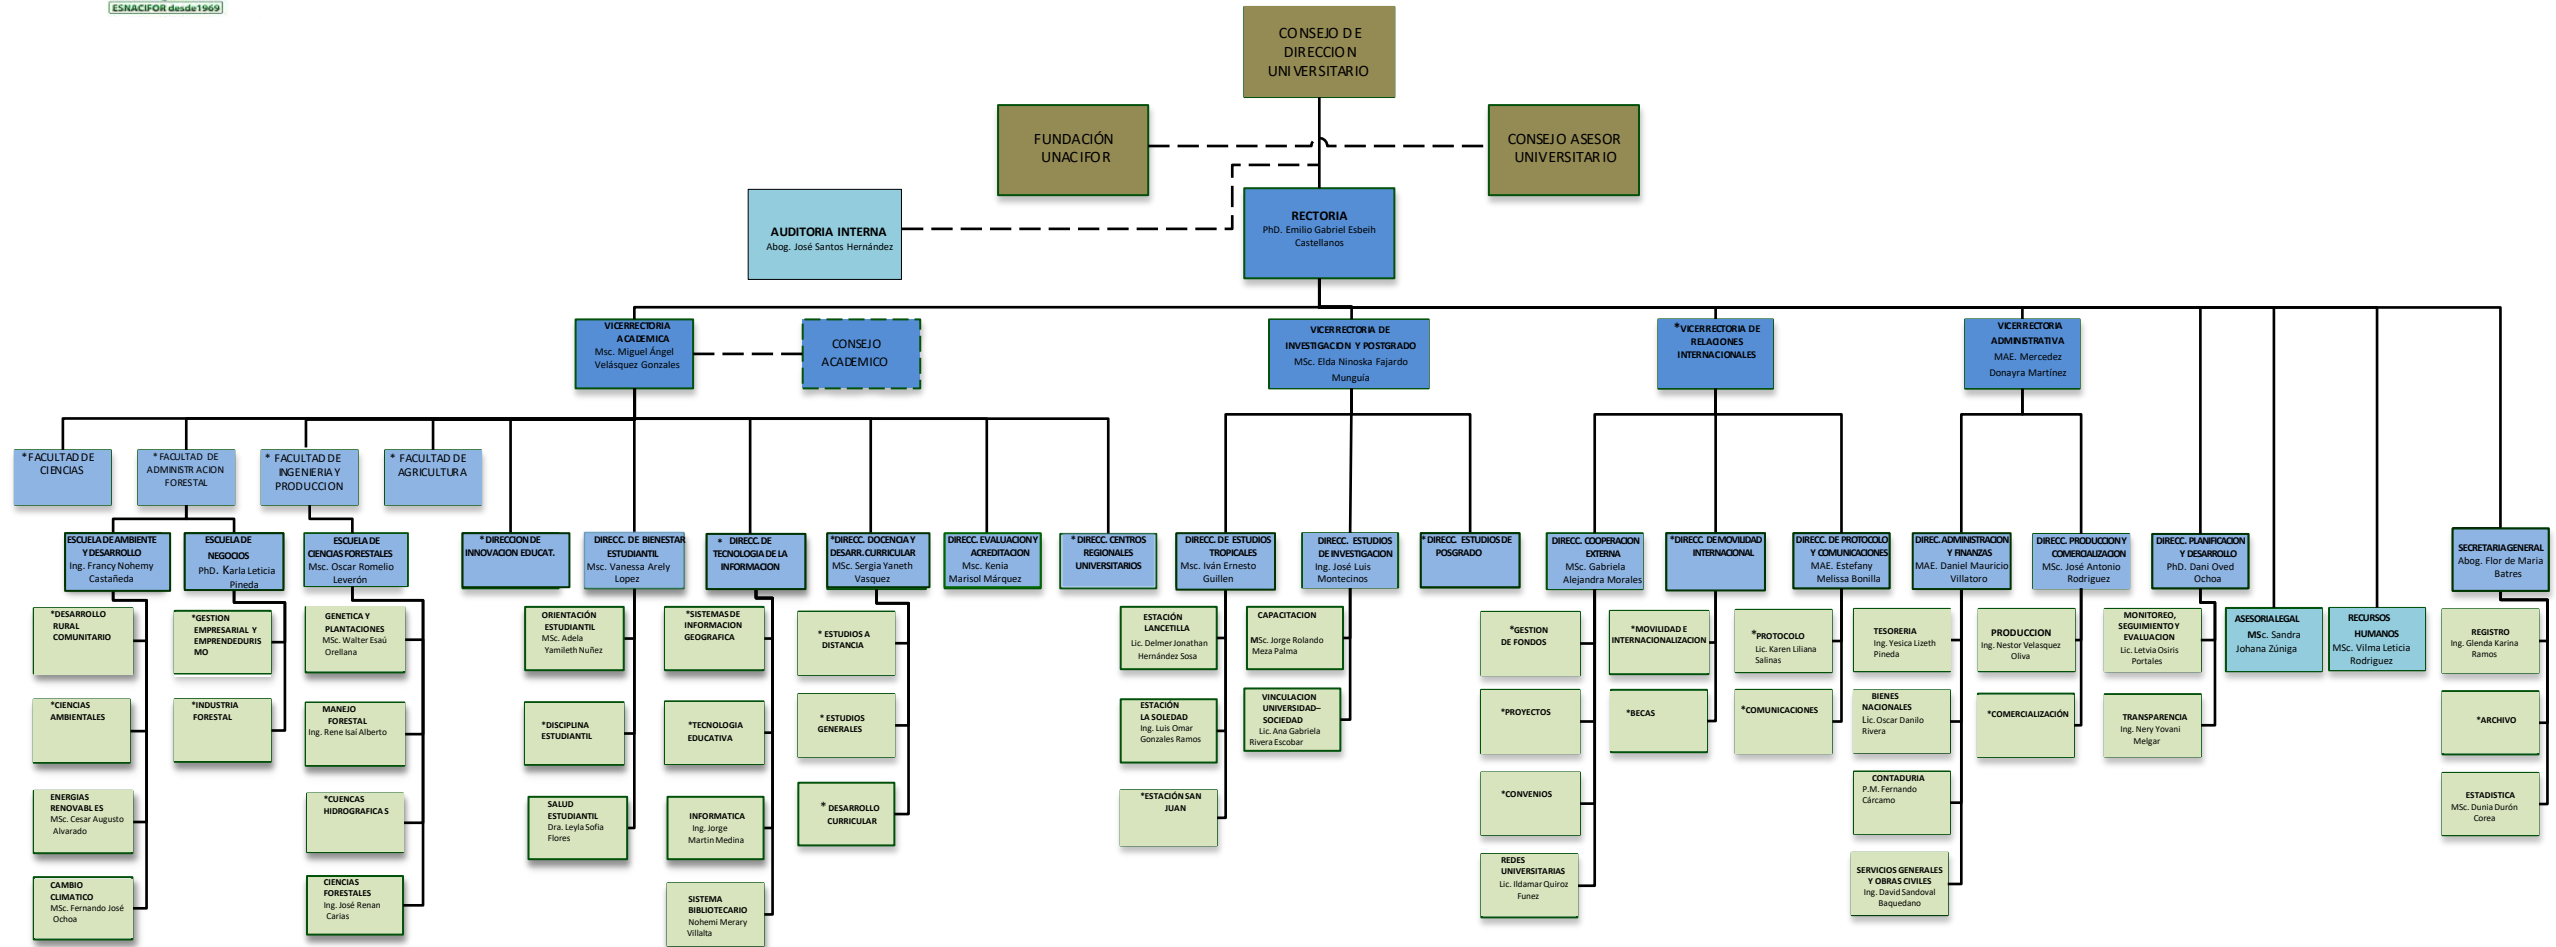 ESNACIFOR desde1969
CONSEJO DE
DIRECCION
UNIVERSITARIO
FUNDACIÓN
UNACIFOR
CONSEJO ASESOR
UNIVERSITARIO
AUDITORIA INTERNA
Abog. José Santos Hernández
RECTORIA
PhD. Emilio Gabriel Esbeih
Castellanos
VICERRECTORIA
ACADEMICA
Msc. Miguel Ángel
Velásquez Gonzales
CONSEJO
ACADEMICO
VICERRECTORIA DE
INVESTIGACION Y POSTGRADO
MSc. Elda Ninoska Fajardo
Munguía
*VICERRECTORIA DE
RELACIONES
INTERNACIONALES
VICERRECTORIA
ADMINISTRATIVA
MAE. Mercedez
Donayra Martínez
*FACULTAD DE
CIENCIAS
*FACULTAD DE
ADMINISTRACION
FORESTAL
* FACULTAD DE
INGENIERIA Y
PRODUCCION
* FACULTAD DE
AGRICULTURA
ESCUELA DE AMBIENTE
Y DESARROLLO
Ing. Francy Nohemy
Castañeda
ESCUELA DE
NEGOCIOS
PhD. Karla Leticia
Pineda
ESCUELA DE
CIENCIAS FORESTALES
Msc. Oscar Romelio
Leverón
*DIRECCION DE
INNOVACION EDUCAT.
DIRECC. DE BIENESTAR
ESTUDIANTIL
Msc. Vanessa Arely
Lopez
* DIRECC. DE
TECNOLOGIA DE LA
INFORMACION
*DIRECC. DOCENCIA Y
DESARR. CURRICULAR
MSc. Sergia Yaneth
Vasquez
DIRECC. EVALUACION Y
ACREDITACION
Msc. Kenia
Marisol Márquez
* DIRECC. CENTROS
REGIONALES
UNIVERSITARIOS
DIRECC. DE ESTUDIOS
TROPICALES
Msc. Iván Ernesto
Guillen
DIRECC. ESTUDIOS
DE INVESTIGACION
Ing. José Luis
Montecinos
*DIRECC. ESTUDIOS DE
POSGRADO
DIRECC. COOPERACION
EXTERNA
MSc. Gabriela
Alejandra Morales
*DIRECC. DE MOVILIDAD
INTERNACIONAL
DIRECC. DE PROTOCOLO
Y COMUNICACIONES
MAE. Estefany
Melissa Bonilla
DIRECC. ADMINISTRACION
Y FINANZAS
MAE. Daniel Mauricio
Villatoro
DIRECC. PRODUCCION Y
COMERCIALIZACION
MSc. José Antonio
Rodriguez
DIRECC. PLANIFICACION
Y DESARROLLO
PhD. Dani Oved
Ochoa
SECRETARIA GENERAL
Abog. Flor de Maria
Batres
*DESARROLLO
RURAL
COMUNITARIO
*CIENCIAS
AMBIENTALES
ENERGIAS
RENOVABLES
MSc. Cesar Augusto
Alvarado
CAMBIO
CLIMATICO
MSc. Fernando José
Ochoa
*GESTION
EMPRESARIAL Y
EMPRENDEDURIS
MO
*INDUSTRIA
FORESTAL
GENETICA Y
PLANTACIONES
MSc. Walter Esaú
Orellana
MANEJO
FORESTAL
Ing. Rene Isaí Alberto
*CUENCAS
HIDROGRAFICAS
CIENCIAS
FORESTALES
Ing. José Renan
Carias
ORIENTACIÓN
ESTUDIANTIL
MSc. Adela
Yamileth Nuñez
*DISCIPLINA
ESTUDIANTIL
SALUD
ESTUDIANTIL
Dra. Leyla Sofia
Flores
*SISTEMAS DE
INFORMACION
GEOGRAFICA
*TECNOLOGIA
EDUCATIVA
INFORMATICA
Ing. Jorge
Martin Medina
SISTEMA
BIBLIOTECARIO
Nohemi Merary
Villalta
* ESTUDIOS A
DISTANCIA
* ESTUDIOS
GENERALES
* DESARROLLO
CURRICULAR
ESTACIÓN
LANCETILLA
Lic. Delmer Jonathan
Hernández Sosa
ESTACIÓN
LA SOLEDAD
Ing. Luis Omar
Gonzales Ramos
*ESTACIÓN SAN
JUAN
CAPACITACION
MSc. Jorge Rolando
Meza Palma
VINCULACION
UNIVERSIDAD–
SOCIEDAD
Lic. Ana Gabriela
Rivera Escobar
*GESTION
DE FONDOS
*PROYECTOS
*CONVENIOS
REDES
UNIVERSITARIAS
Lic. Ildamar Quiroz
Funez
*MOVILIDAD E
INTERNACIONALIZACION
*BECAS
*PROTOCOLO
Lic. Karen Liliana
Salinas
*COMUNICACIONES
TESORERIA
Ing. Yesica Lizeth
Pineda
BIENES
NACIONALES
Lic. Oscar Danilo
Rivera
CONTADURIA
P.M. Fernando
Cárcamo
SERVICIOS GENERALES
Y OBRAS CIVILES
Ing. David Sandoval
Baquedano
PRODUCCION
Ing. Nestor Velasquez
Oliva
*COMERCIALIZACIÓN
MONITOREO,
SEGUIMIENTO Y
EVALUACION
Lic. Letvia Osiris
Portales
TRANSPARENCIA
Ing. Nery Yovani
Melgar
ASESORIA LEGAL
MSc. Sandra
Johana Zúniga
RECURSOS
HUMANOS
MSc. Vilma Leticia
Rodriguez
REGISTRO
Ing. Glenda Karina
Ramos
*ARCHIVO
ESTADISTICA
MSc. Dunia Durón
Corea